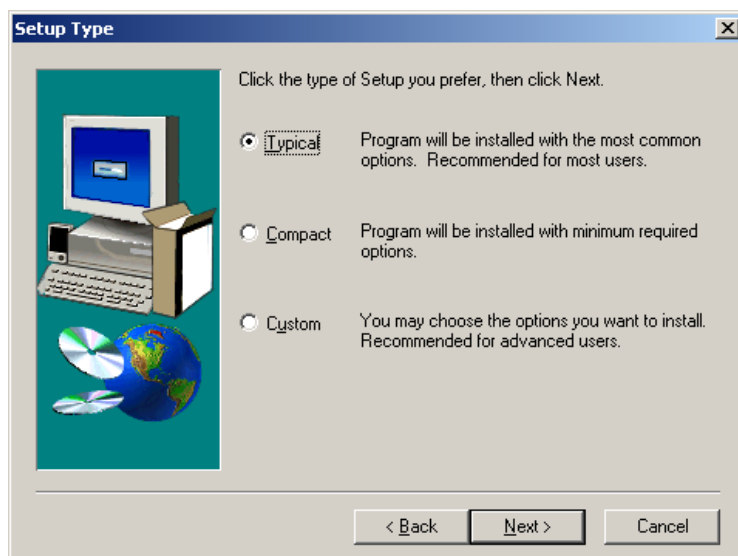 Setup Type
Click the type of Setup you prefer, then click Next.
Typical
Program will be installed with the most common
options. Recommended for most users.
Compact
Program will be installed with minimum required
options.
Custom
You may choose the options you want to install.
Recommended for advanced users.
< Back
Next >
Cancel